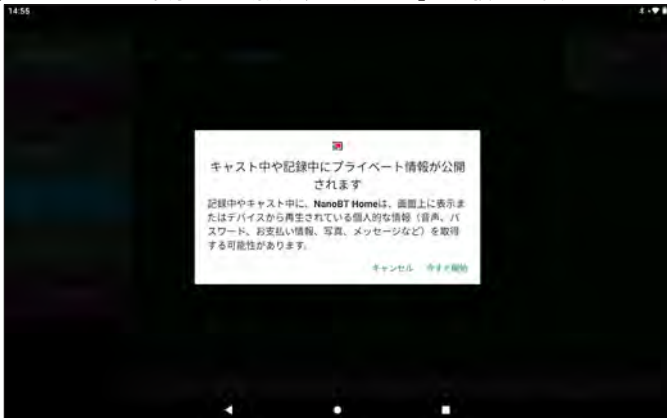 14:55
キャスト中や記録中にプライベート情報が公開
されます
記録中やキャスト中に、NanoBT Homeは、画面上に表示ま
たはデバイスから再生されている個人的な情報（音声、パ
スワード、お支払い情報、写真、メッセージなど）を取得
する可能性があります。
キャンセル 今すぐ開始